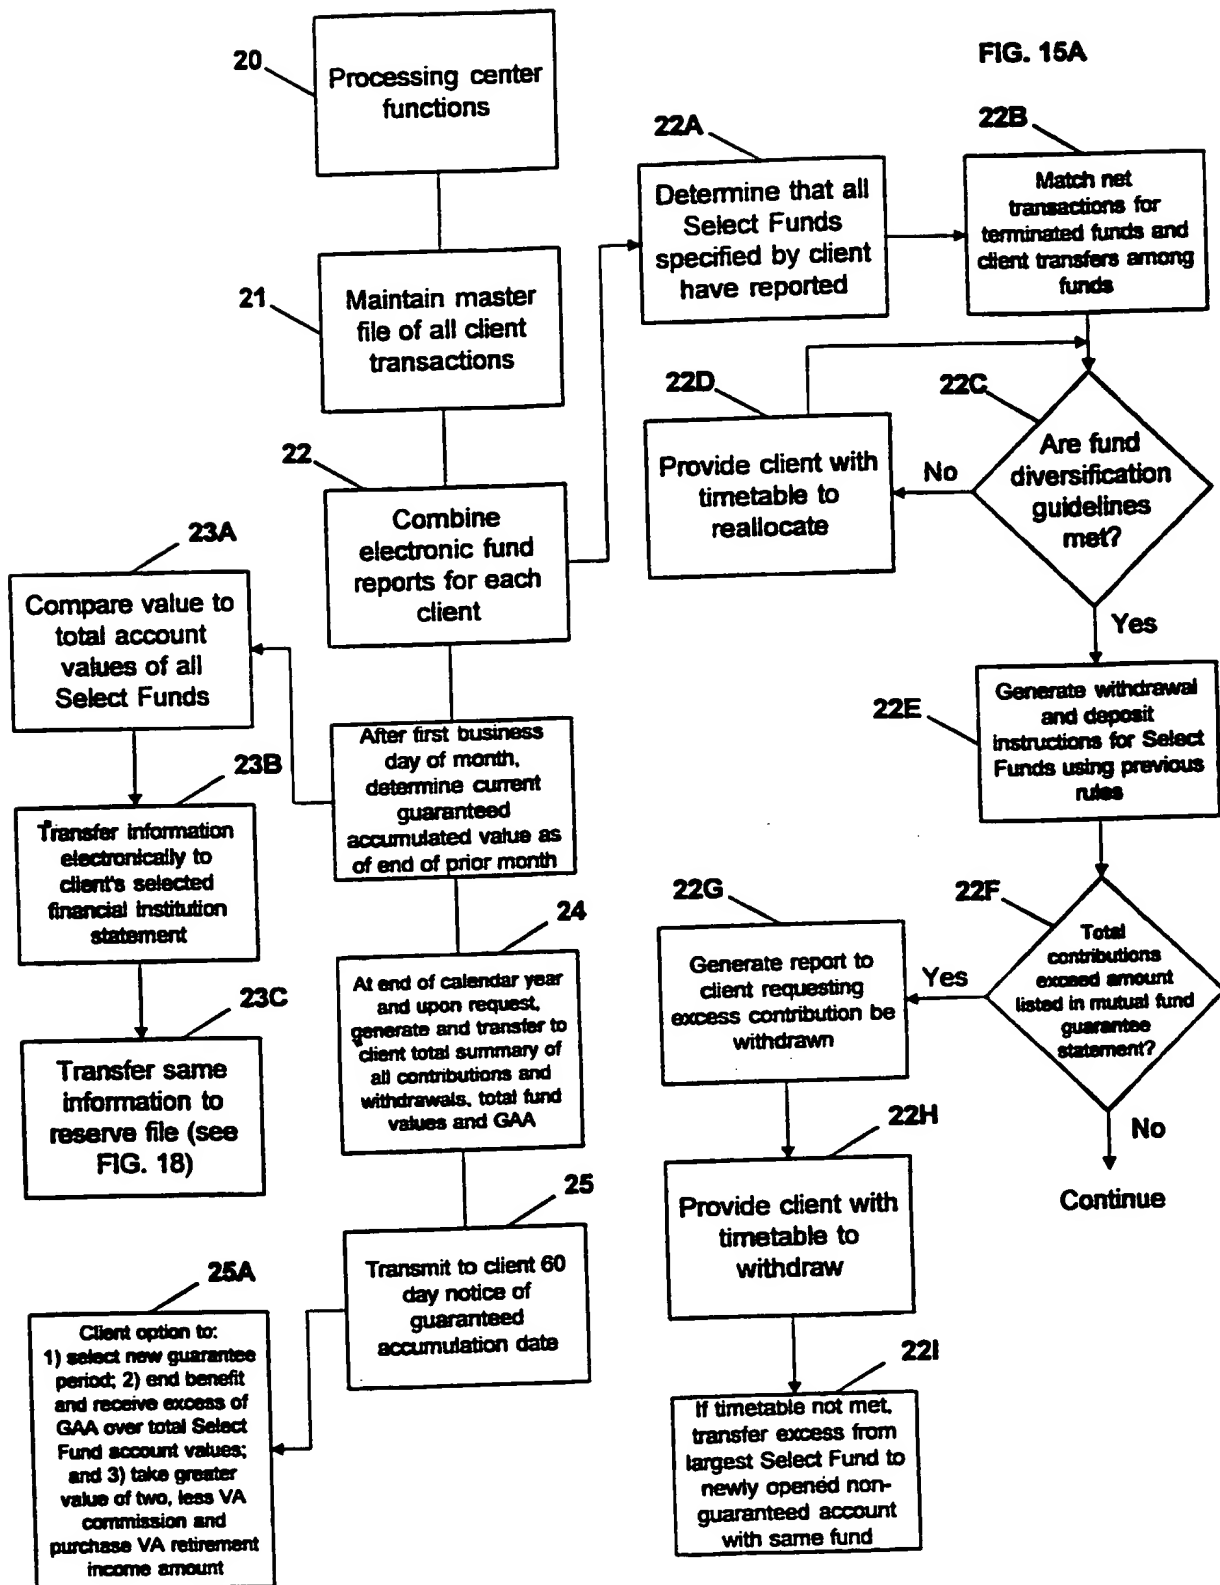 FIG. 15A
20
Processing center
functions
21
Maintain master
file of all client
transactions
22
Combine
electronic fund
reports for each
client
22A
Determine that all
Select Funds
specified by client
have reported
22B
Match net
transactions for
terminated funds and
client transfers among
funds
22C
Are fund
diversification
guidelines
met?
No
Yes
22D
Provide client with
timetable to
reallocate
22E
Generate withdrawal
and deposit
instructions for Select
Funds using previous
rules
22F
Total
contributions
exceed amount
listed in mutual fund
guarantee
statement?
Yes
No
Continue
22G
Generate report to
client requesting
excess contribution be
withdrawn
22H
Provide client with
timetable to
withdraw
22I
If timetable not met,
transfer excess from
largest Select Fund to
newly opened non-
guaranteed account
with same fund
After first business
day of month,
determine current
guaranteed
accumulated value as
of end of prior month
23A
Compare value to
total account
values of all
Select Funds
23B
Transfer information
electronically to
client's selected
financial institution
statement
23C
Transfer same
information to
reserve file (see
FIG. 18)
24
At end of calendar year
and upon request,
generate and transfer to
client total summary of
all contributions and
withdrawals, total fund
values and GAA
25
Transmit to client 60
day notice of
guaranteed
accumulation date
25A
Client option to:
1) select new guarantee
period; 2) end benefit
and receive excess of
GAA over total Select
Fund account values;
and 3) take greater
value of two, less VA
commission and
purchase VA retirement
income amount